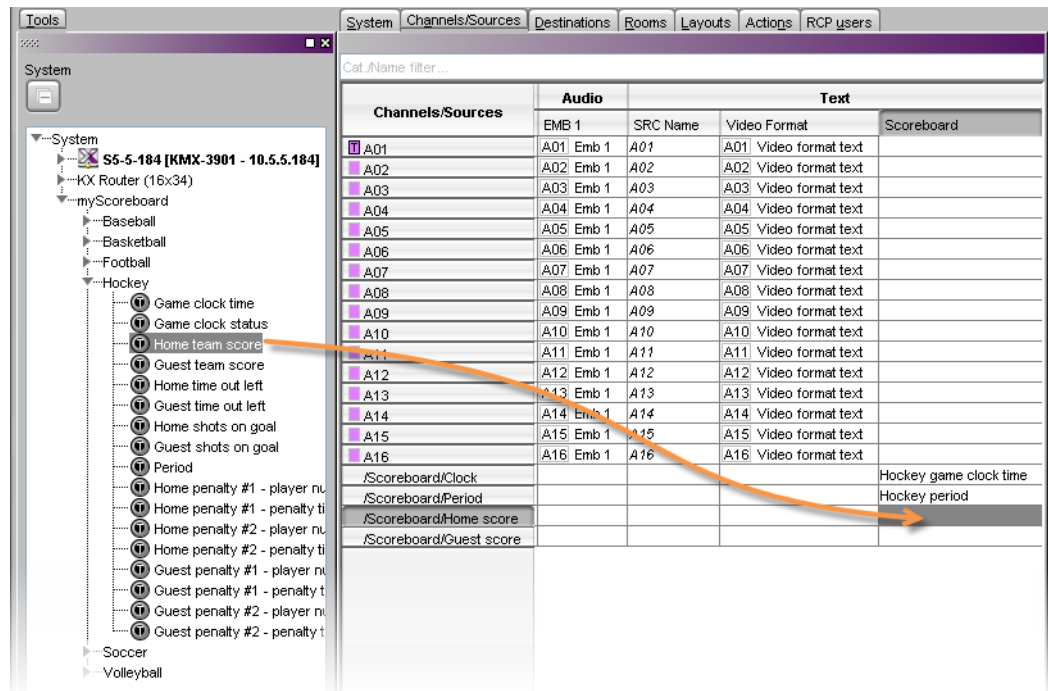 Tools
System
System
S5-5-184 [KMX-3901 - 10.5.5.184]
KX Router (16x34)
myScoreboard
Baseball
Basketball
Football
Hockey
Game clock time
Game clock status
Home team score
Guest team score
Home time out left
Guest time out left
Home shots on goal
Guest shots on goal
Period
Home penalty #1 - player nu
Home penalty #1 - penalty ti
Home penalty #2 - player nu
Home penalty #2 - penalty ti
Guest penalty #1 - player nu
Guest penalty #1 - penalty t
Guest penalty #2 - player nu
Guest penalty #2 - penalty t
Soccer
Volleyball
System Channels/Sources Destinations Rooms Layouts Actions RCP users
Cat./Name filter...
Channels/Sources Audio Text
EMB 1 SRC Name Video Format Scoreboard
T A01 A01 Emb 1 A01 A01 Video format text
A02 A02 Emb 1 A02 A02 Video format text
A03 A03 Emb 1 A03 A03 Video format text
A04 A04 Emb 1 A04 A04 Video format text
A05 A05 Emb 1 A05 A05 Video format text
A06 A06 Emb 1 A06 A06 Video format text
A07 A07 Emb 1 A07 A07 Video format text
A08 A08 Emb 1 A08 A08 Video format text
A09 A09 Emb 1 A09 A09 Video format text
A10 A10 Emb 1 A10 A10 Video format text
A11 A11 Emb 1 A11 A11 Video format text
A12 A12 Emb 1 A12 A12 Video format text
A13 A13 Emb 1 A13 A13 Video format text
A14 A14 Emb 1 A14 A14 Video format text
A15 A15 Emb 1 A15 A15 Video format text
A16 A16 Emb 1 A16 A16 Video format text
/Scoreboard/Clock Hockey game clock time
/Scoreboard/Period Hockey period
/Scoreboard/Home score
/Scoreboard/Guest score